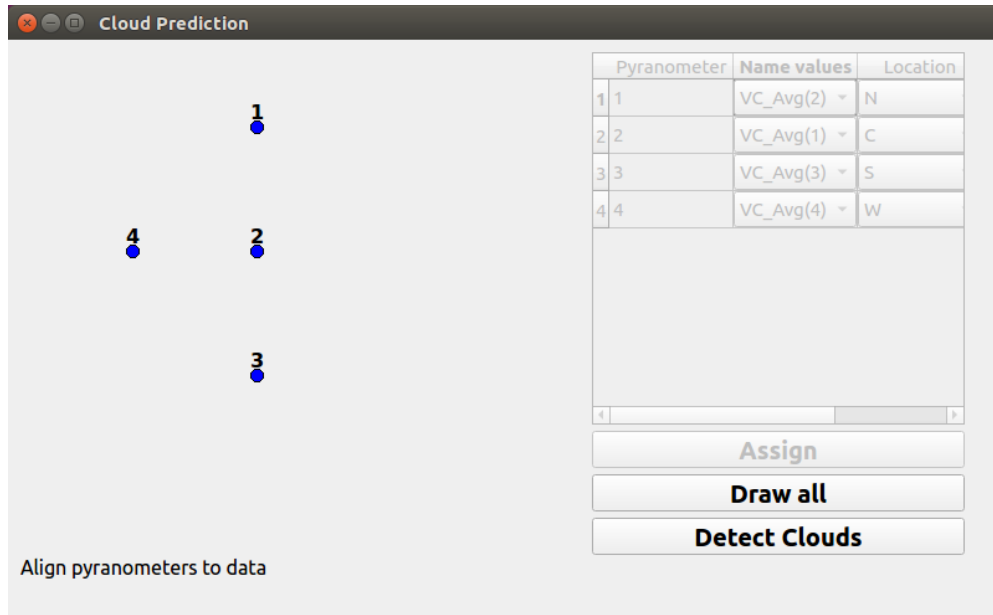 Cloud Prediction
1
4 2
3
Align pyranometers to data
Pyranometer Name values Location
1 1 VC_Avg(2) N
2 2 VC_Avg(1) C
3 3 VC_Avg(3) S
4 4 VC_Avg(4) W
Assign
Draw all
Detect Clouds